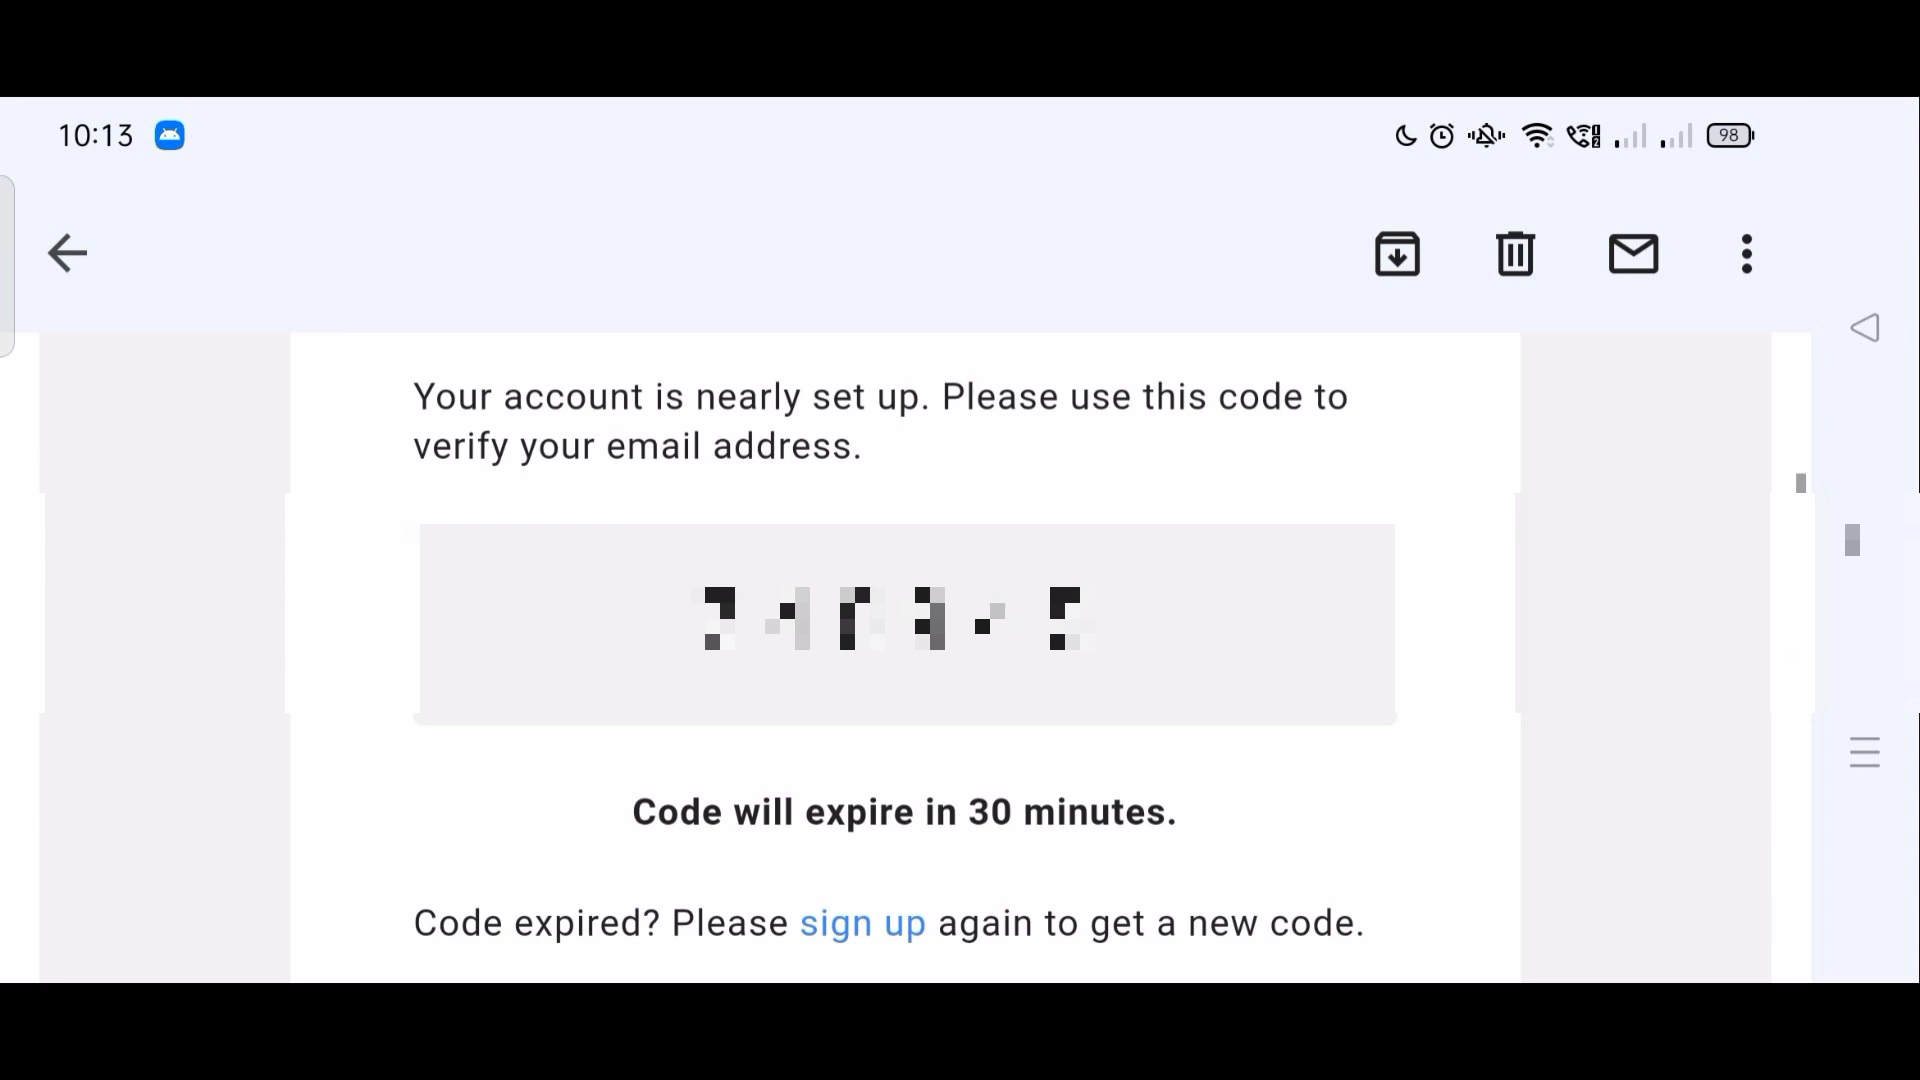 10:13
98
Your account is nearly set up. Please use this code to
verify your email address.
Code will expire in 30 minutes.
Code expired? Please sign up again to get a new code.